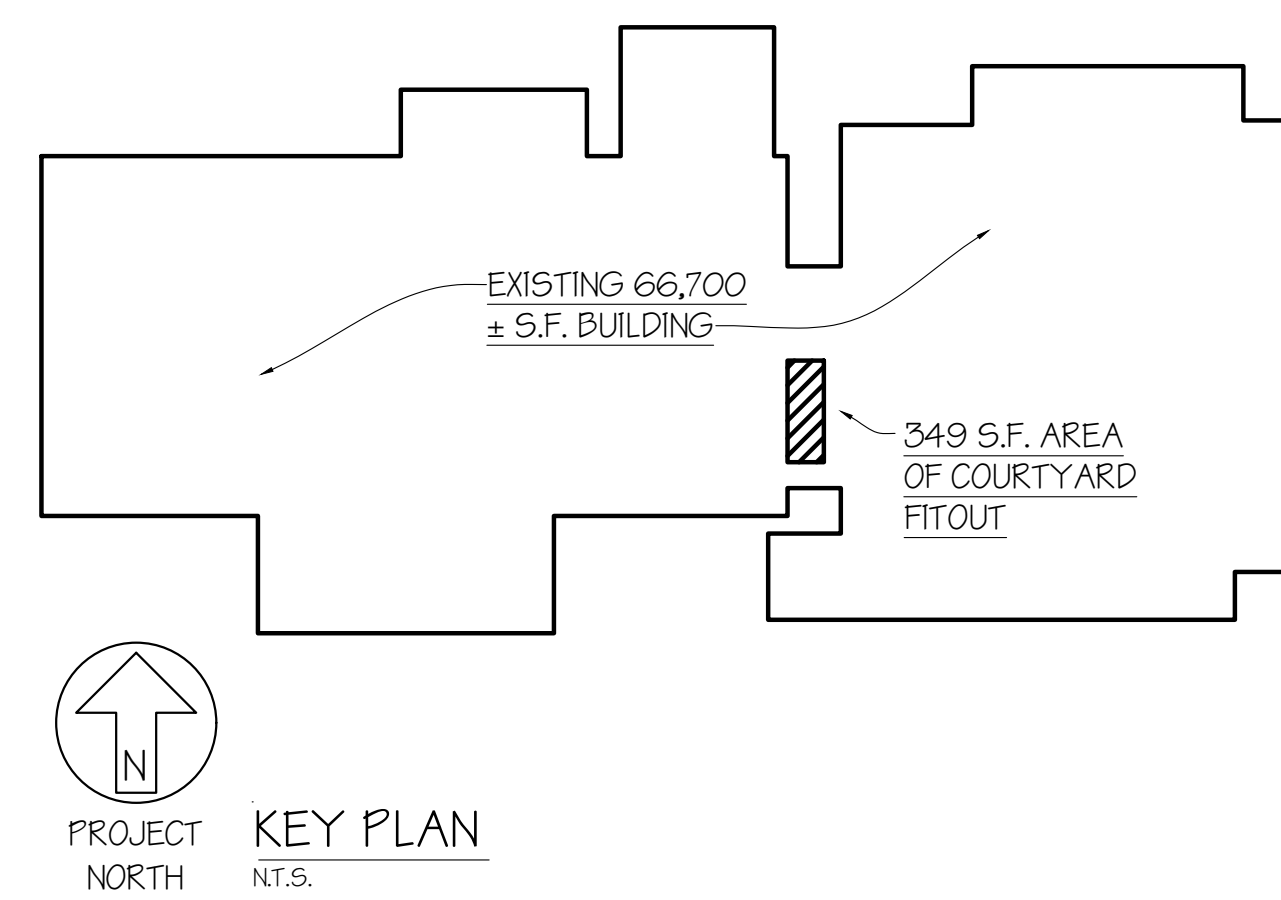 EXISTING 66,700
± S.F. BUILDING
349 S.F. AREA
OF COURTYARD
FITOUT
N
PROJECT
NORTH
KEY PLAN
N.T.S.